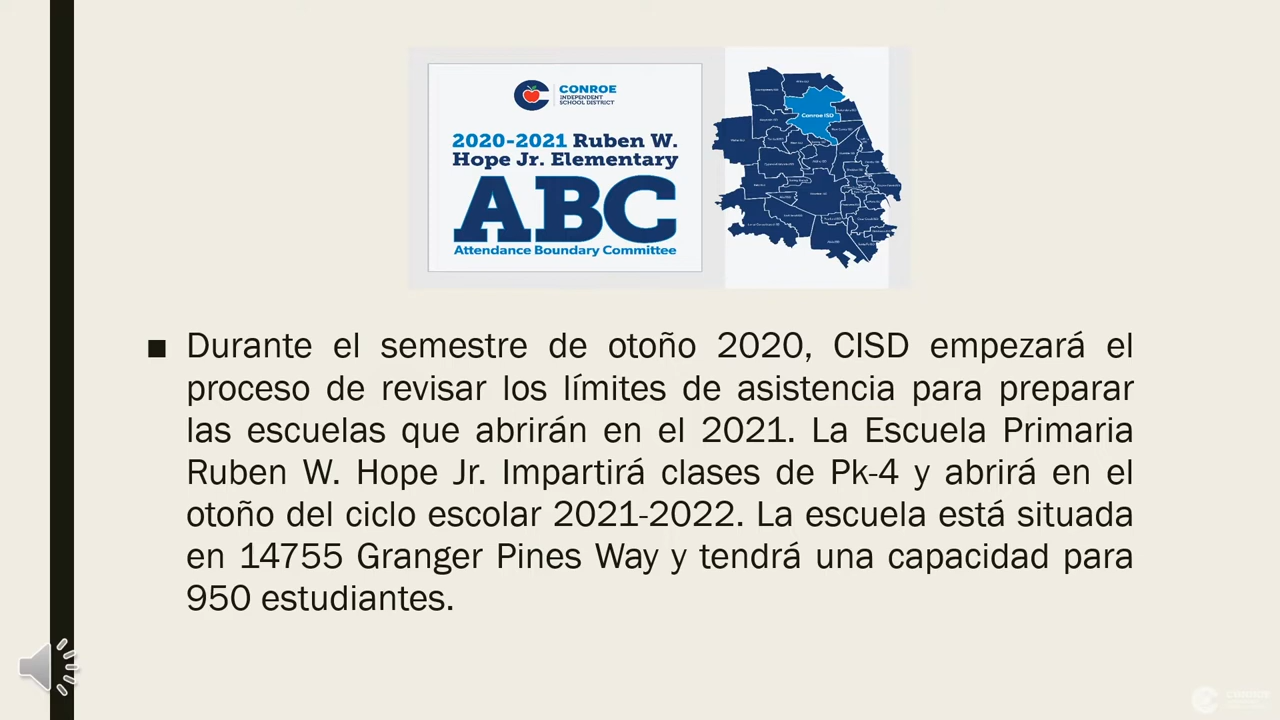 CONROE
INDEPENDENT
SCHOOL DISTRICT
2020-2021 Ruben W.
Hope Jr. Elementary
ABC
Attendance Boundary Committee
Conroe ISD
■ Durante el semestre de otoño 2020, CISD empezará el
proceso de revisar los límites de asistencia para preparar
las escuelas que abrirán en el 2021. La Escuela Primaria
Ruben W. Hope Jr. Impartirá clases de Pk-4 y abrirá en el
otoño del ciclo escolar 2021-2022. La escuela está situada
en 14755 Granger Pines Way y tendrá una capacidad para
950 estudiantes.